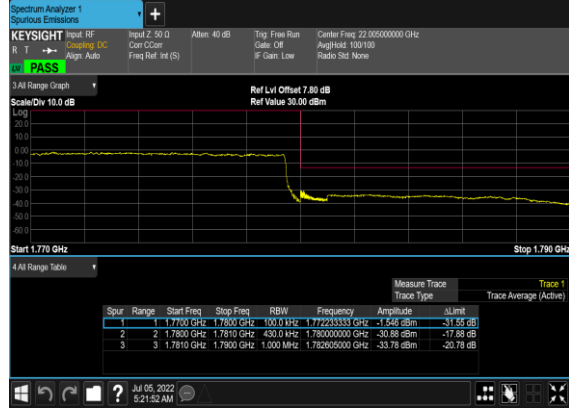 Spectrum Analyzer 1
Spurious Emissions
KEYSIGHT Input: RF Input Z: 50 Ω Atten: 40 dB Trig: Free Run Center Freq: 22.005000000 GHz
R T Coupling: DC Corr CCorr Gate: Off Avg|Hold: 100/100
Align: Auto Freq Ref: Int (S) IF Gain: Low Radio Std: None
PASS
3 All Range Graph
Ref Lvl Offset 7.80 dB
Scale/Div 10.0 dB Ref Value 30.00 dBm
Log
20.0
10.0
0.00
-10.0
-20.0
-30.0
-40.0
-50.0
-60.0
Start 1.770 GHz Stop 1.790 GHz
4 All Range Table
Measure Trace Trace 1
Trace Type Trace Average (Active)
Spur Range Start Freq Stop Freq RBW Frequency Amplitude ΔLimit
1 1 1.7700 GHz 1.7800 GHz 100.0 kHz 1.772233333 GHz -1.546 dBm -31.55 dB
2 2 1.7800 GHz 1.7810 GHz 430.0 kHz 1.780000000 GHz -30.88 dBm -17.88 dB
3 3 1.7810 GHz 1.7900 GHz 1.000 MHz 1.782605000 GHz -33.78 dBm -20.78 dB
? Jul 05, 2022
5:21:52 AM